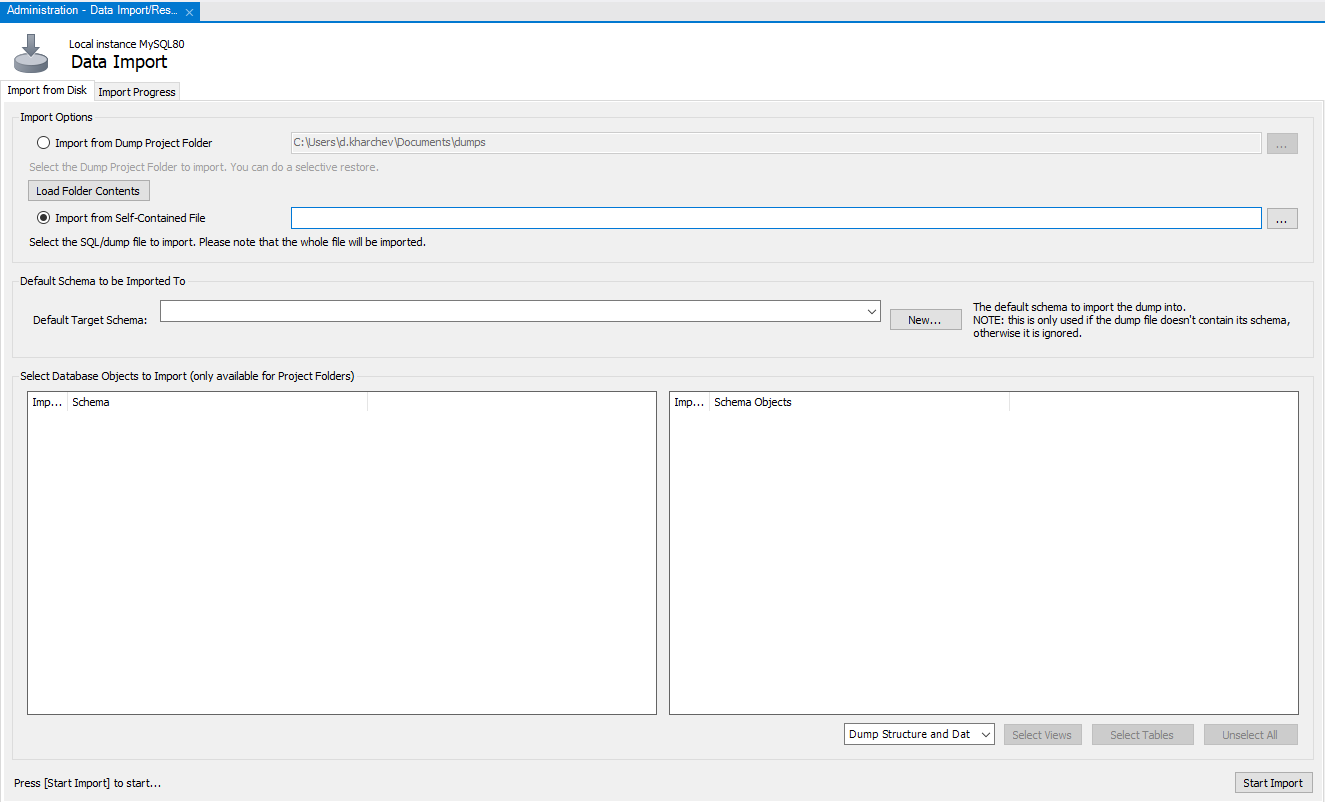 Administration - Data Import/Res...
Local instance MySQL80
Data Import
Import from Disk
Import Progress
Import Options
Import from Dump Project Folder
C:\Users\d.kharchev\Documents\dumps
...
Select the Dump Project Folder to import. You can do a selective restore.
Load Folder Contents
Import from Self-Contained File
...
Select the SQL/dump file to import. Please note that the whole file will be imported.
Default Schema to be Imported To
Default Target Schema:
New...
The default schema to import the dump into.
NOTE: this is only used if the dump file doesn't contain its schema,
otherwise it is ignored.
Select Database Objects to Import (only available for Project Folders)
Imp... Schema
Imp... Schema Objects
Dump Structure and Dat
Select Views
Select Tables
Unselect All
Press [Start Import] to start...
Start Import